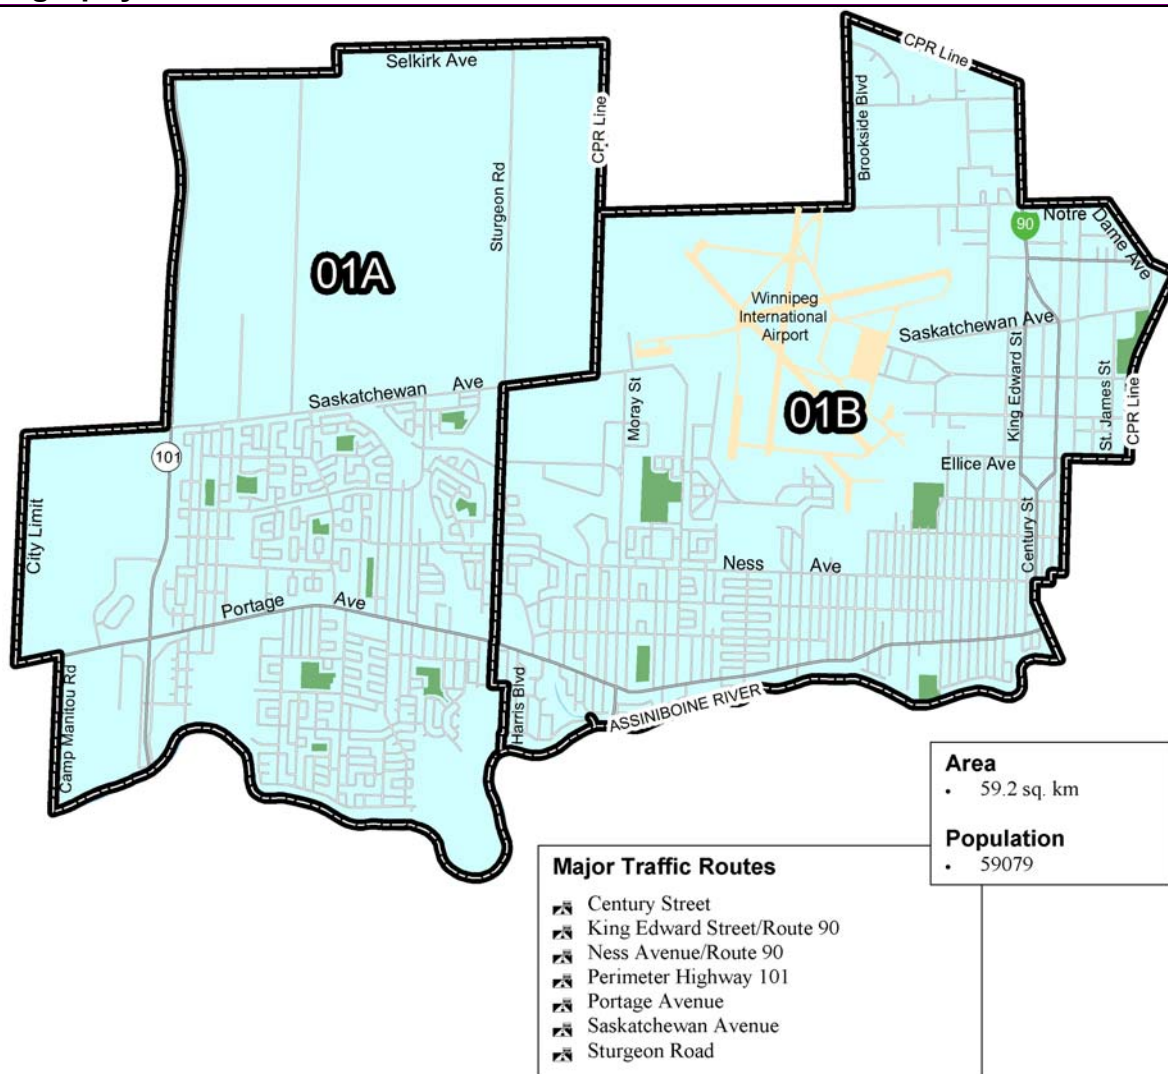 Selkirk Ave
CPR Line
Brookside Blvd
CPR Line
Sturgeon Rd
01A
90
Notre Dame Ave
Winnipeg
International
Airport
Saskatchewan Ave
King Edward St
St. James St
CPR Line
Saskatchewan Ave
Moray St
01B
101
Ellice Ave
City Limit
Century St
Ness Ave
Portage Ave
Camp Manitou Rd
Harris Blvd
ASSINIBOINE RIVER
Area
• 59.2 sq. km
Population
• 59079
Major Traffic Routes
Century Street
King Edward Street/Route 90
Ness Avenue/Route 90
Perimeter Highway 101
Portage Avenue
Saskatchewan Avenue
Sturgeon Road